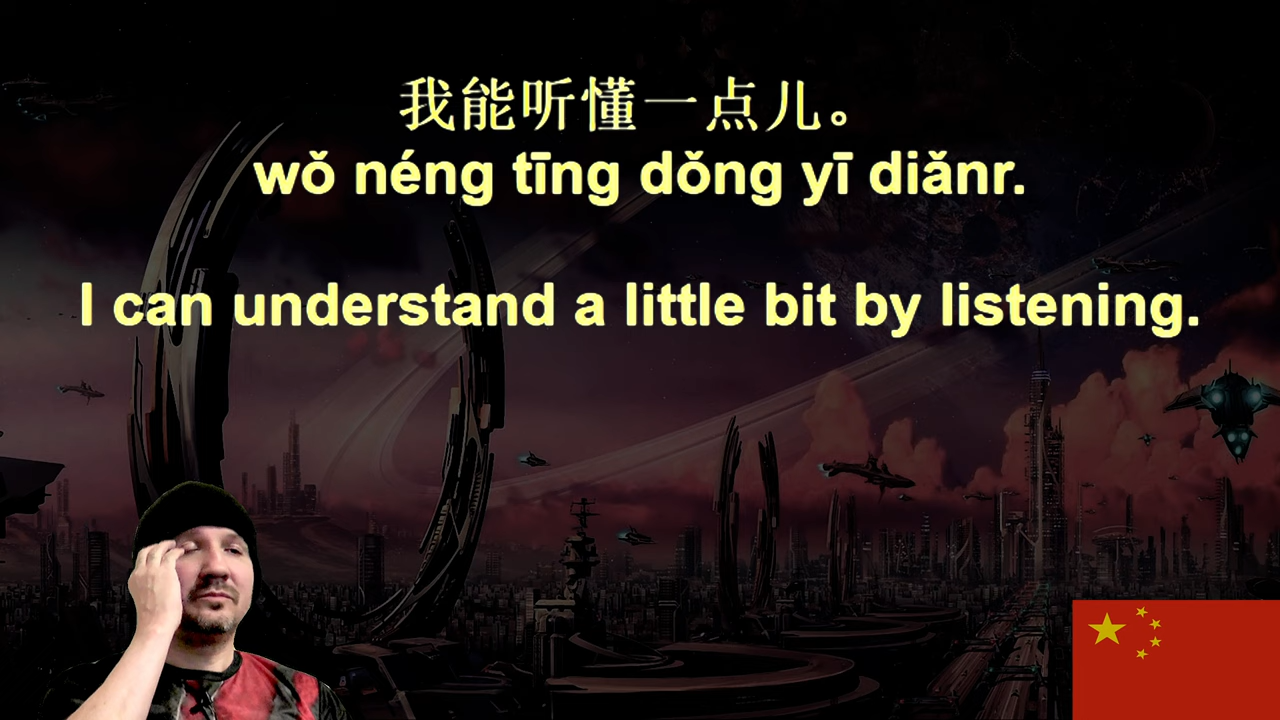 我能听懂一点儿。
wǒ néng tīng dǒng yī diǎnr.
I can understand a little bit by listening.